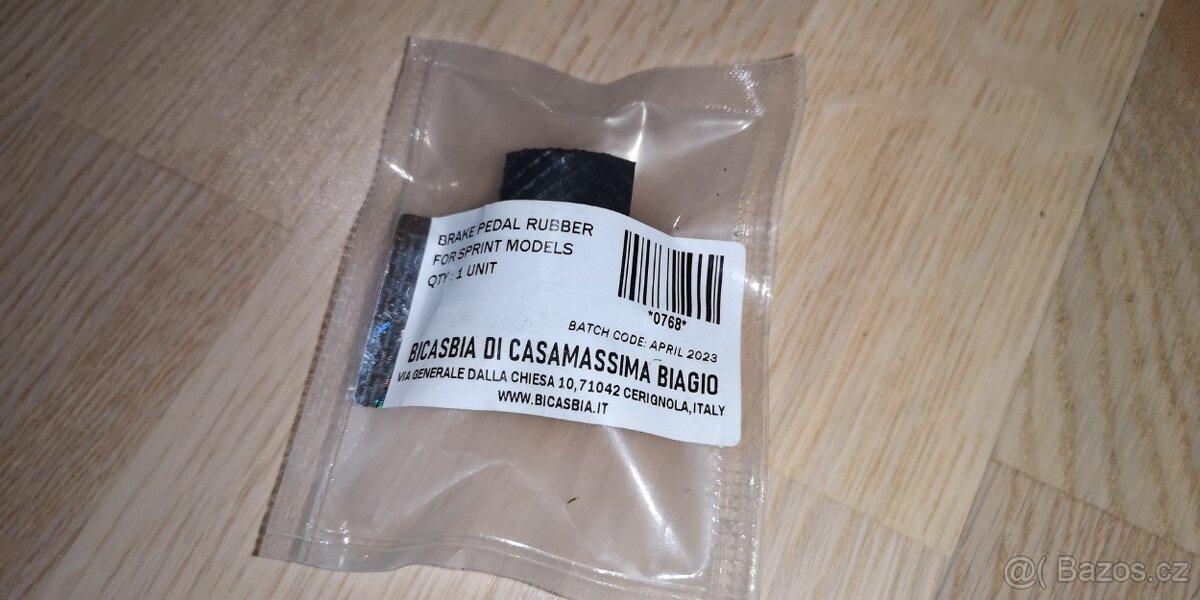 BRAKE PEDAL RUBBER
FOR SPRINT MODELS
QTY: 1 UNIT
*0768*
BATCH CODE: APRIL 2023
BICASBIA DI CASAMASSIMA BIAGIO
VIA GENERALE DALLA CHIESA 10,71042 CERIGNOLA,ITALY
WWW.BICASBIA.IT
@( Bazos.cz